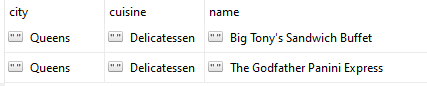 city cuisine name
"" Queens "" Delicatessen "" Big Tony's Sandwich Buffet
"" Queens "" Delicatessen "" The Godfather Panini Express